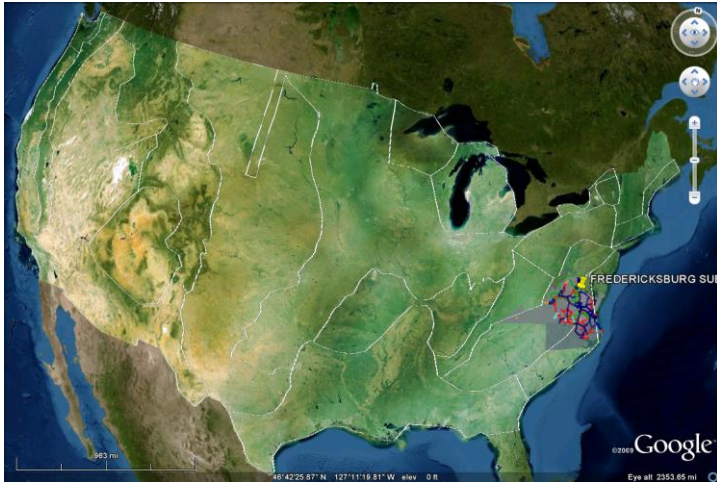 N
FREDERICKSBURG SUB
©2009 Google
963 mi
46°42'25.87" N 127°11'19.81" W elev 0 ft
Eye alt 2353.65 mi